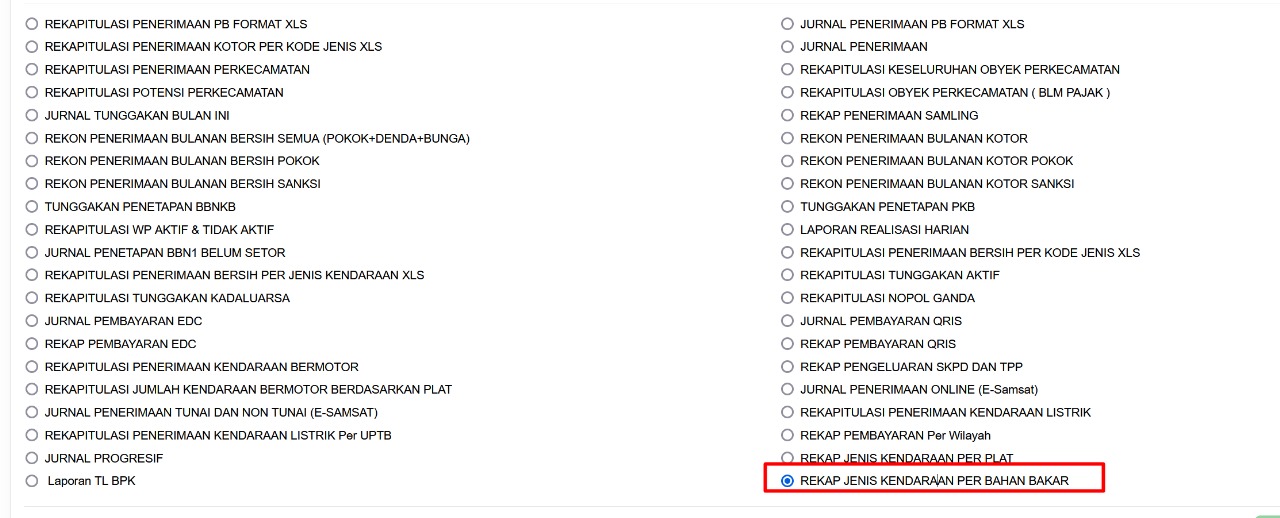 REKAPITULASI PENERIMAAN PB FORMAT XLS
REKAPITULASI PENERIMAAN KOTOR PER KODE JENIS XLS
REKAPITULASI PENERIMAAN PERKECAMATAN
REKAPITULASI POTENSI PERKECAMATAN
JURNAL TUNGGAKAN BULAN INI
REKON PENERIMAAN BULANAN BERSIH SEMUA (POKOK+DENDA+BUNGA)
REKON PENERIMAAN BULANAN BERSIH POKOK
REKON PENERIMAAN BULANAN BERSIH SANKSI
TUNGGAKAN PENETAPAN BBNKB
REKAPITULASI WP AKTIF & TIDAK AKTIF
JURNAL PENETAPAN BBN1 BELUM SETOR
REKAPITULASI PENERIMAAN BERSIH PER JENIS KENDARAAN XLS
REKAPITULASI TUNGGAKAN KADALUARSA
JURNAL PEMBAYARAN EDC
REKAP PEMBAYARAN EDC
REKAPITULASI PENERIMAAN KENDARAAN BERMOTOR
REKAPITULASI JUMLAH KENDARAAN BERMOTOR BERDASARKAN PLAT
JURNAL PENERIMAAN TUNAI DAN NON TUNAI (E-SAMSAT)
REKAPITULASI PENERIMAAN KENDARAAN LISTRIK Per UPTB
JURNAL PROGRESIF
Laporan TL BPK
JURNAL PENERIMAAN PB FORMAT XLS
JURNAL PENERIMAAN
REKAPITULASI KESELURUHAN OBYEK PERKECAMATAN
REKAPITULASI OBYEK PERKECAMATAN ( BLM PAJAK )
REKAP PENERIMAAN SAMLING
REKON PENERIMAAN BULANAN KOTOR
REKON PENERIMAAN BULANAN KOTOR POKOK
REKON PENERIMAAN BULANAN KOTOR SANKSI
TUNGGAKAN PENETAPAN PKB
LAPORAN REALISASI HARIAN
REKAPITULASI PENERIMAAN BERSIH PER KODE JENIS XLS
REKAPITULASI TUNGGAKAN AKTIF
REKAPITULASI NOPOL GANDA
JURNAL PEMBAYARAN QRIS
REKAP PEMBAYARAN QRIS
REKAP PENGELUARAN SKPD DAN TPP
JURNAL PENERIMAAN ONLINE (E-Samsat)
REKAPITULASI PENERIMAAN KENDARAAN LISTRIK
REKAP PEMBAYARAN Per Wilayah
REKAP JENIS KENDARAAN PER PLAT
REKAP JENIS KENDARAAN PER BAHAN BAKAR